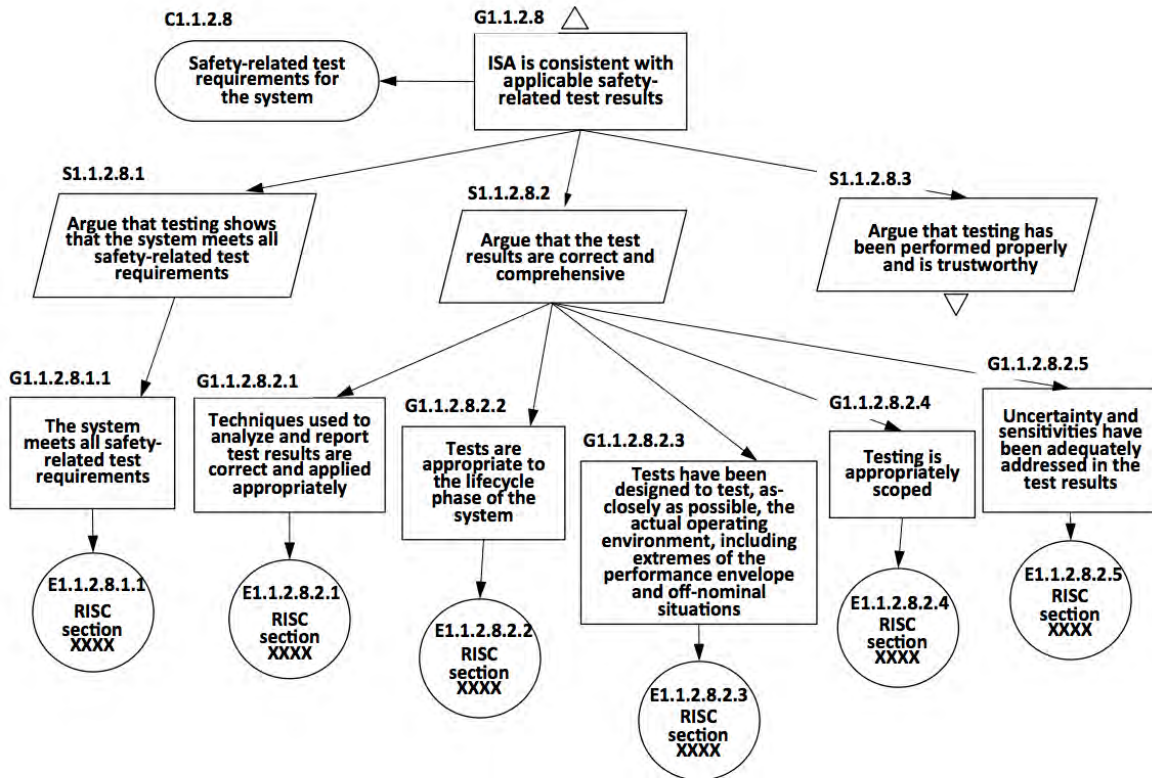 C1.1.2.8
Safety-related test
requirements for
the system
G1.1.2.8
ISA is consistent with
applicable safety-
related test results
S1.1.2.8.1
Argue that testing shows
that the system meets all
safety-related test
requirements
S1.1.2.8.2
Argue that the test
results are correct and
comprehensive
S1.1.2.8.3
Argue that testing has
been performed properly
and is trustworthy
G1.1.2.8.1.1
The system
meets all safety-
related test
requirements
G1.1.2.8.2.1
Techniques used to
analyze and report
test results are
correct and applied
appropriately
G1.1.2.8.2.2
Tests are
appropriate to
the lifecycle
phase of the
system
G1.1.2.8.2.3
Tests have been
designed to test, as-
closely as possible, the
actual operating
environment, including
extremes of the
performance envelope
and off-nominal
situations
G1.1.2.8.2.4
Testing is
appropriately
scoped
G1.1.2.8.2.5
Uncertainty and
sensitivities have
been adequately
addressed in the
test results
E1.1.2.8.1.1
RISC
section
XXXX
E1.1.2.8.2.1
RISC
section
XXXX
E1.1.2.8.2.2
RISC
section
XXXX
E1.1.2.8.2.3
RISC
section
XXXX
E1.1.2.8.2.4
RISC
section
XXXX
E1.1.2.8.2.5
RISC
section
XXXX